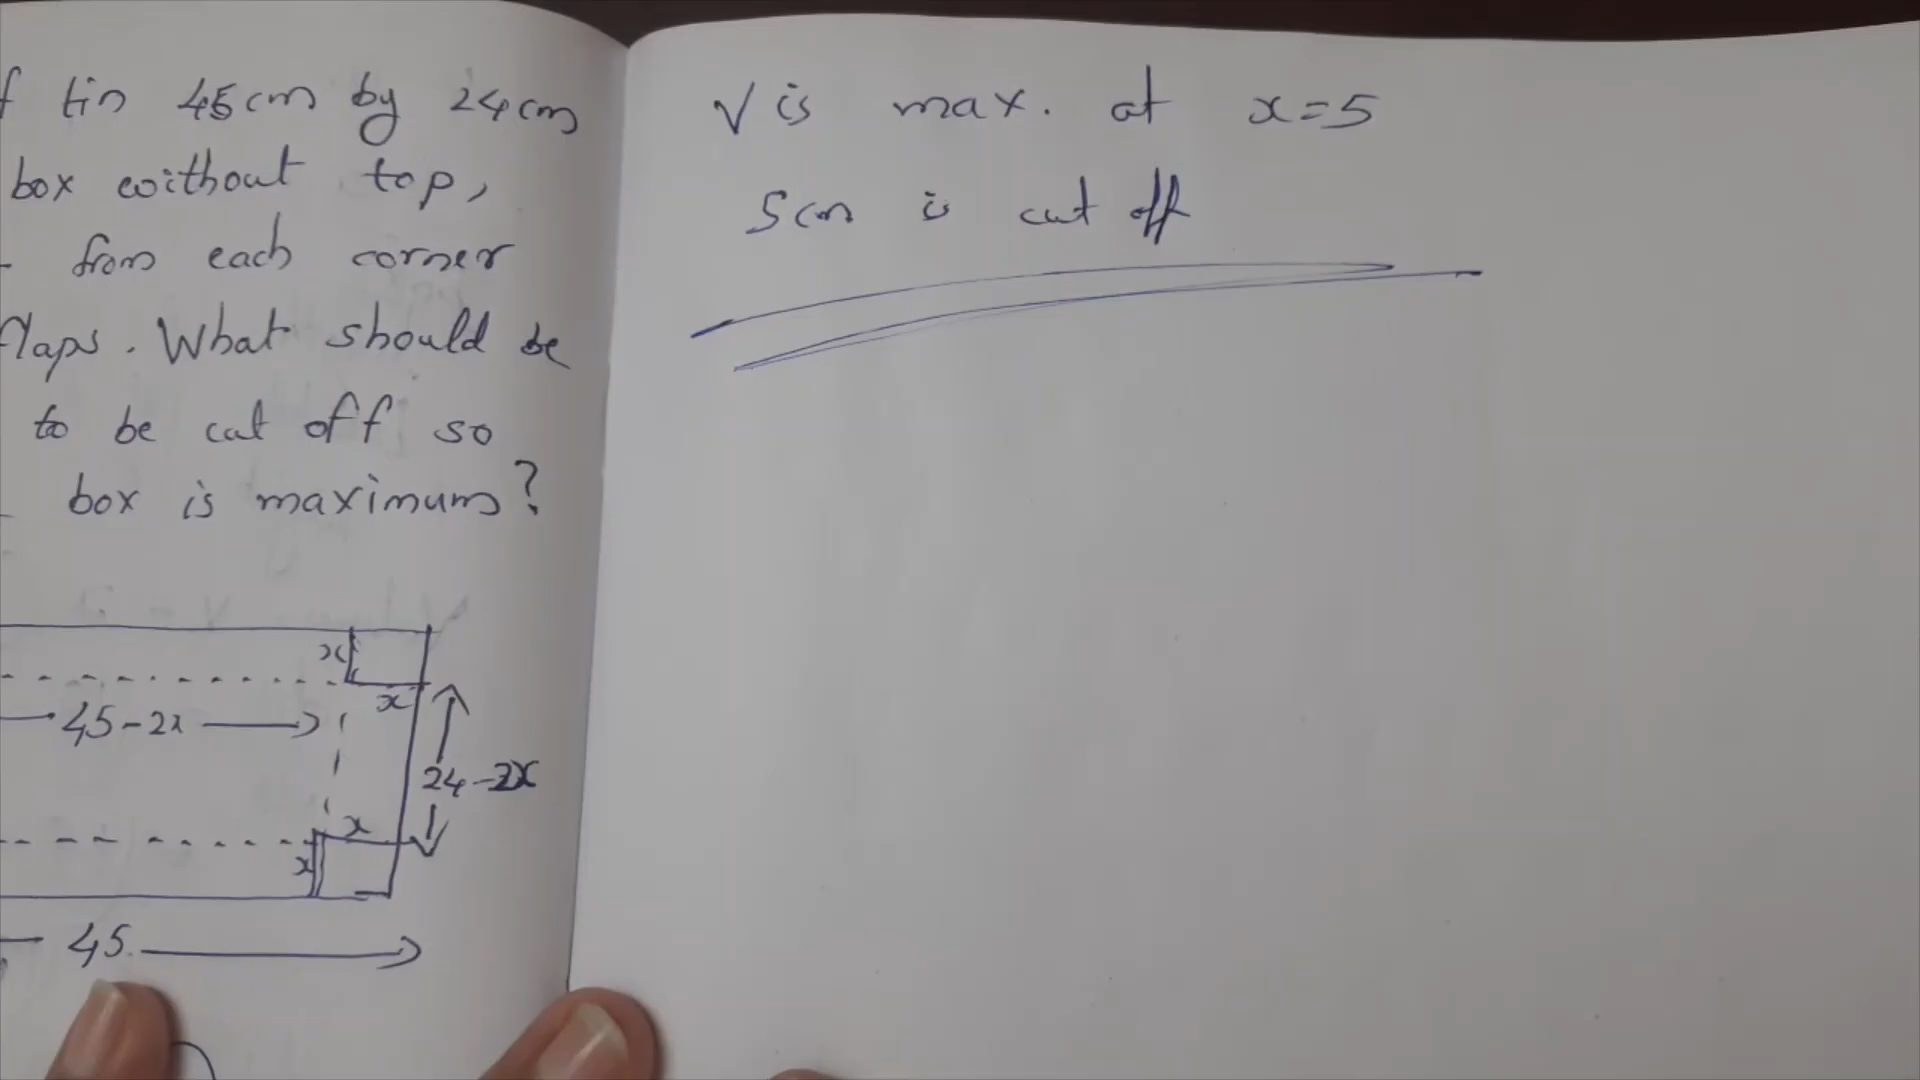 f tin 45cm by 24cm
box without top,
- from each corner
flaps. What should be
to be cut off so
box is maximum?
x
x
45-2x
24-2x
x
x
45
V is max. at x=5
5cm is cut off